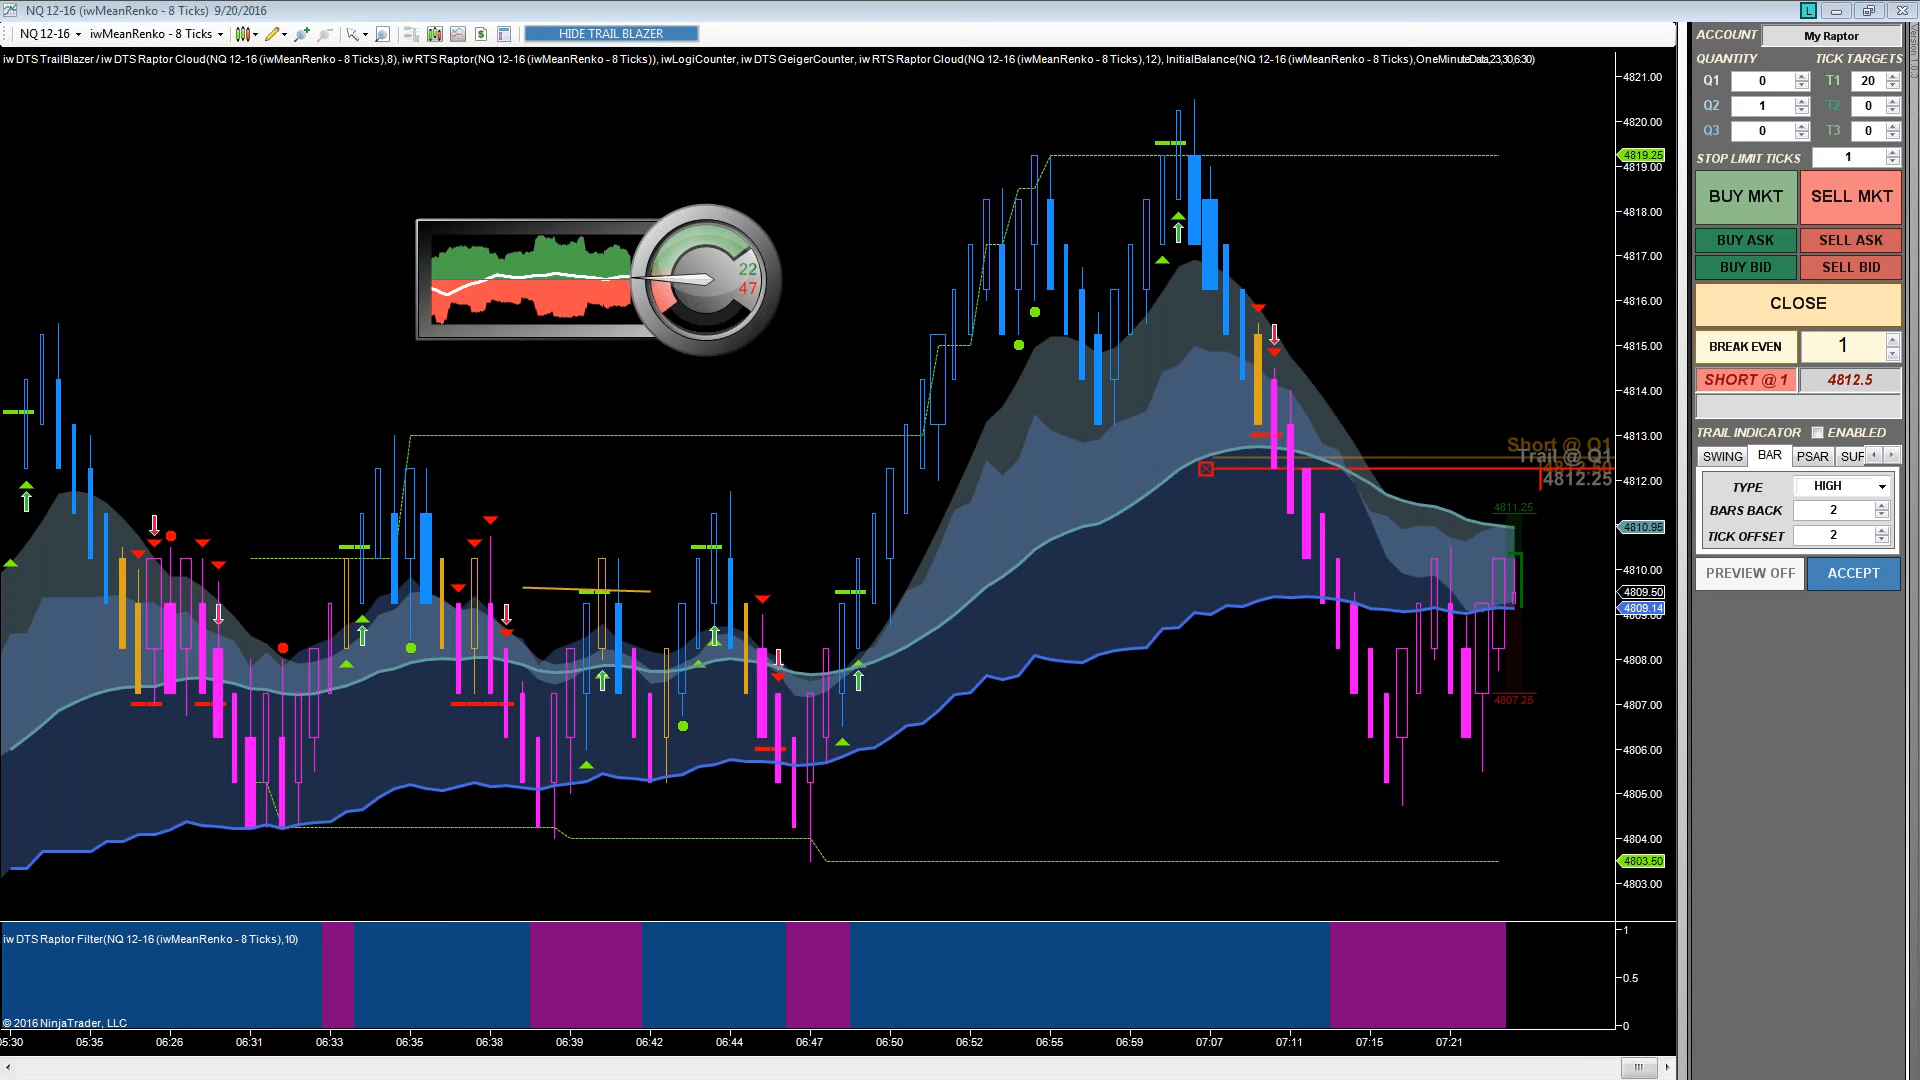 NQ 12-16 (iwMeanRenko - 8 Ticks)  9/20/2016
L
NQ 12-16
iwMeanRenko - 8 Ticks
HIDE TRAIL BLAZER
iw DTS TrailBlazer / iw DTS Raptor Cloud(NQ 12-16 (iwMeanRenko - 8 Ticks),8), iw RTS Raptor(NQ 12-16 (iwMeanRenko - 8 Ticks)), iwLogiCounter, iw DTS GeigerCounter, iw RTS Raptor Cloud(NQ 12-16 (iwMeanRenko - 8 Ticks),12), InitialBalance(NQ 12-16 (iwMeanRenko - 8 Ticks),OneMinuteData,23,30,6:30)
22
47
Short @ Q1
Trail @ Q1
4812.25
4811.25
4807.25
4821.00
4820.00
4819.25
4819.00
4818.00
4817.00
4816.00
4815.00
4814.00
4813.00
4812.00
4810.95
4810.00
4809.50
4809.14
4809.00
4808.00
4807.00
4806.00
4805.00
4804.00
4803.50
4803.00
iw DTS Raptor Filter(NQ 12-16 (iwMeanRenko - 8 Ticks),10)
1
0.5
0
© 2016 NinjaTrader, LLC
05:30 05:35 06:26 06:31 06:33 06:35 06:38 06:39 06:42 06:44 06:47 06:50 06:52 06:55 06:59 07:07 07:11 07:15 07:21
ACCOUNT My Raptor
QUANTITY TICK TARGETS
Q1 0 T1 20
Q2 1 T2 0
Q3 0 T3 0
STOP LIMIT TICKS 1
BUY MKT SELL MKT
BUY ASK SELL ASK
BUY BID SELL BID
CLOSE
BREAK EVEN 1
SHORT @ 1 4812.5
TRAIL INDICATOR ENABLED
SWING BAR PSAR SUF
TYPE HIGH
BARS BACK 2
TICK OFFSET 2
PREVIEW OFF ACCEPT
Version 1.0.3